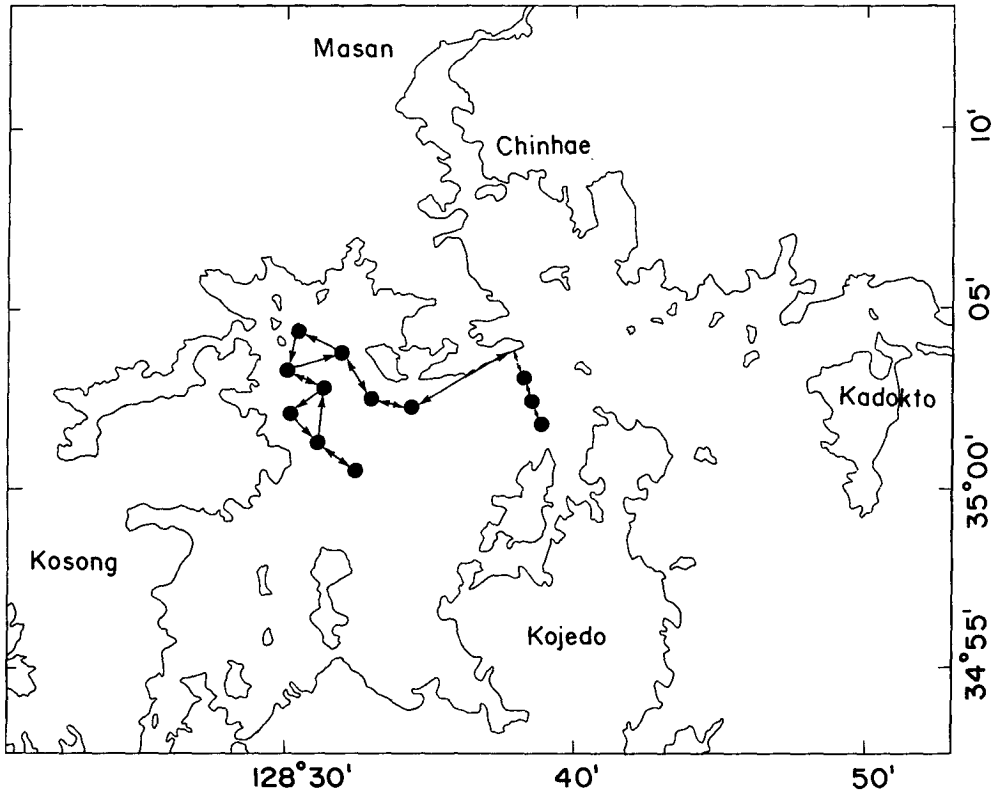 Masan
Chinhae
10'
05'
Kadokto
35°00'
Kosong
Kojedo
34°55'
128°30'
40'
50'